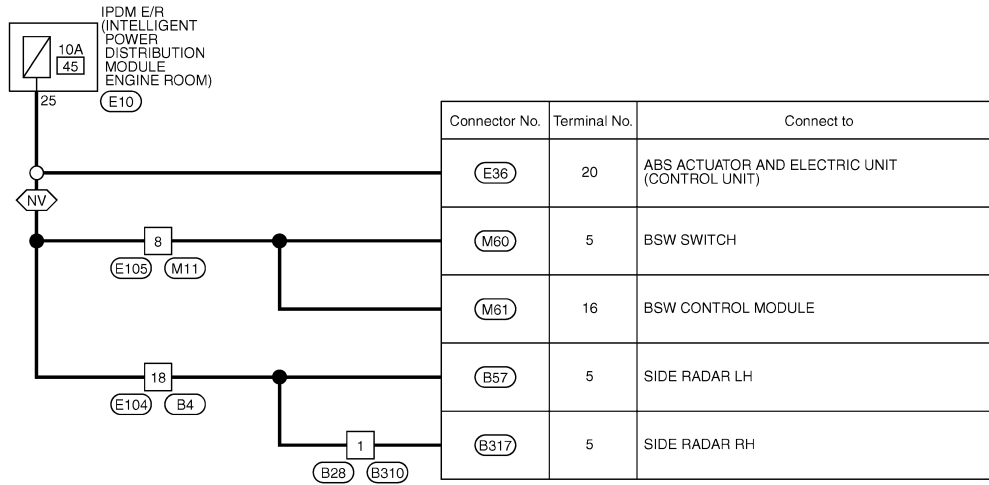 IPDM E/R
(INTELLIGENT
POWER
DISTRIBUTION
MODULE
ENGINE ROOM)
10A
45
25
E10
Connector No. Terminal No. Connect to
E36 20 ABS ACTUATOR AND ELECTRIC UNIT
(CONTROL UNIT)
NV
8
M60 5 BSW SWITCH
E105 M11
M61 16 BSW CONTROL MODULE
18
B57 5 SIDE RADAR LH
E104 B4
1
B317 5 SIDE RADAR RH
B28 B310